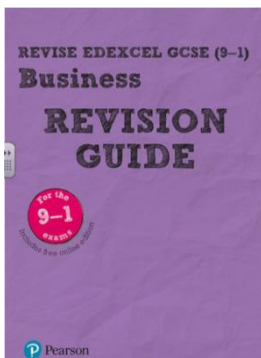 REVISE EDEXCEL GCSE (9–1)
Business
REVISION
GUIDE
For the
9–1
exams
Includes free online edition
Pearson